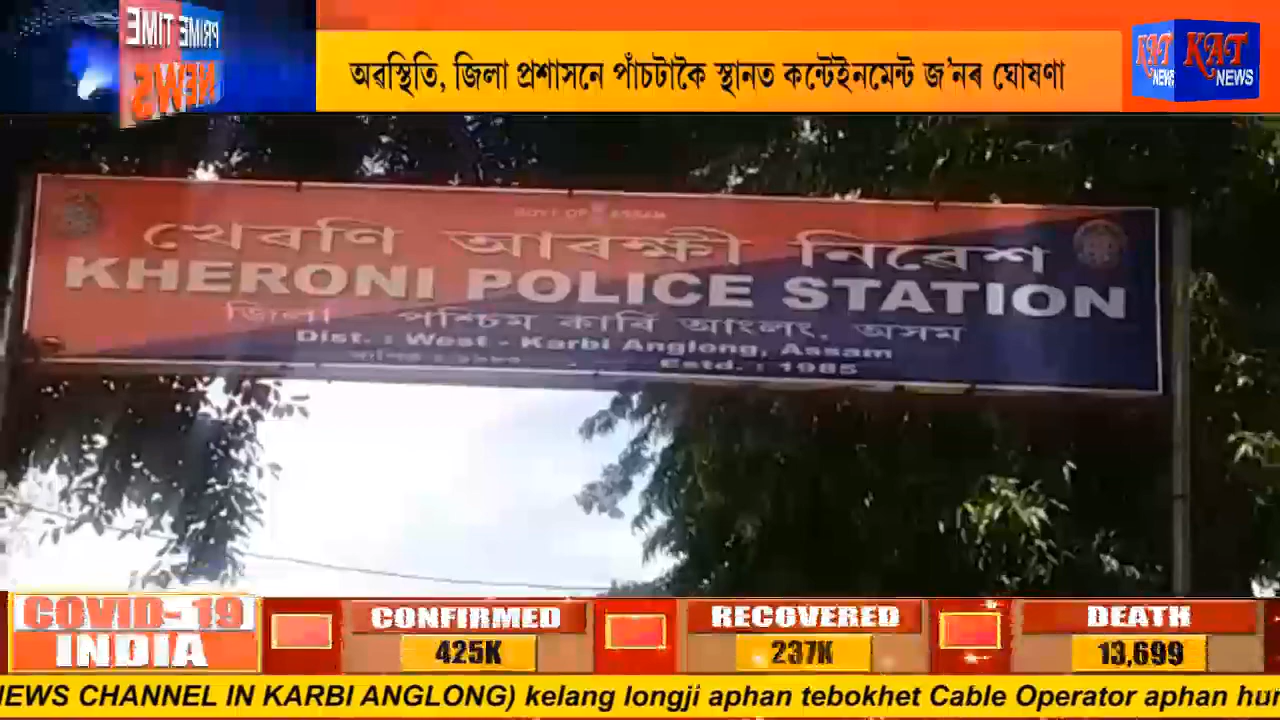 PRIME TIME
NEWS
অৱস্থিতি, জিলা প্ৰশাসনে পাঁচটাকৈ স্থানত কন্টেইনমেন্ট জ'নৰ ঘোষণা
KAT NEWS
KAT NEWS
GOVT OF ASSAM
খেৰণি আৰক্ষী নিৱেশ
KHERONI POLICE STATION
জিলা পশ্চিম কাৰ্বি আংলং, অসম
Dist. : West - Karbi Anglong, Assam
Estd. : 1985
COVID-19
INDIA
CONFIRMED
425K
RECOVERED
237K
DEATH
13,699
NEWS CHANNEL IN KARBI ANGLONG) kelang longji aphan tebokhet Cable Operator aphan